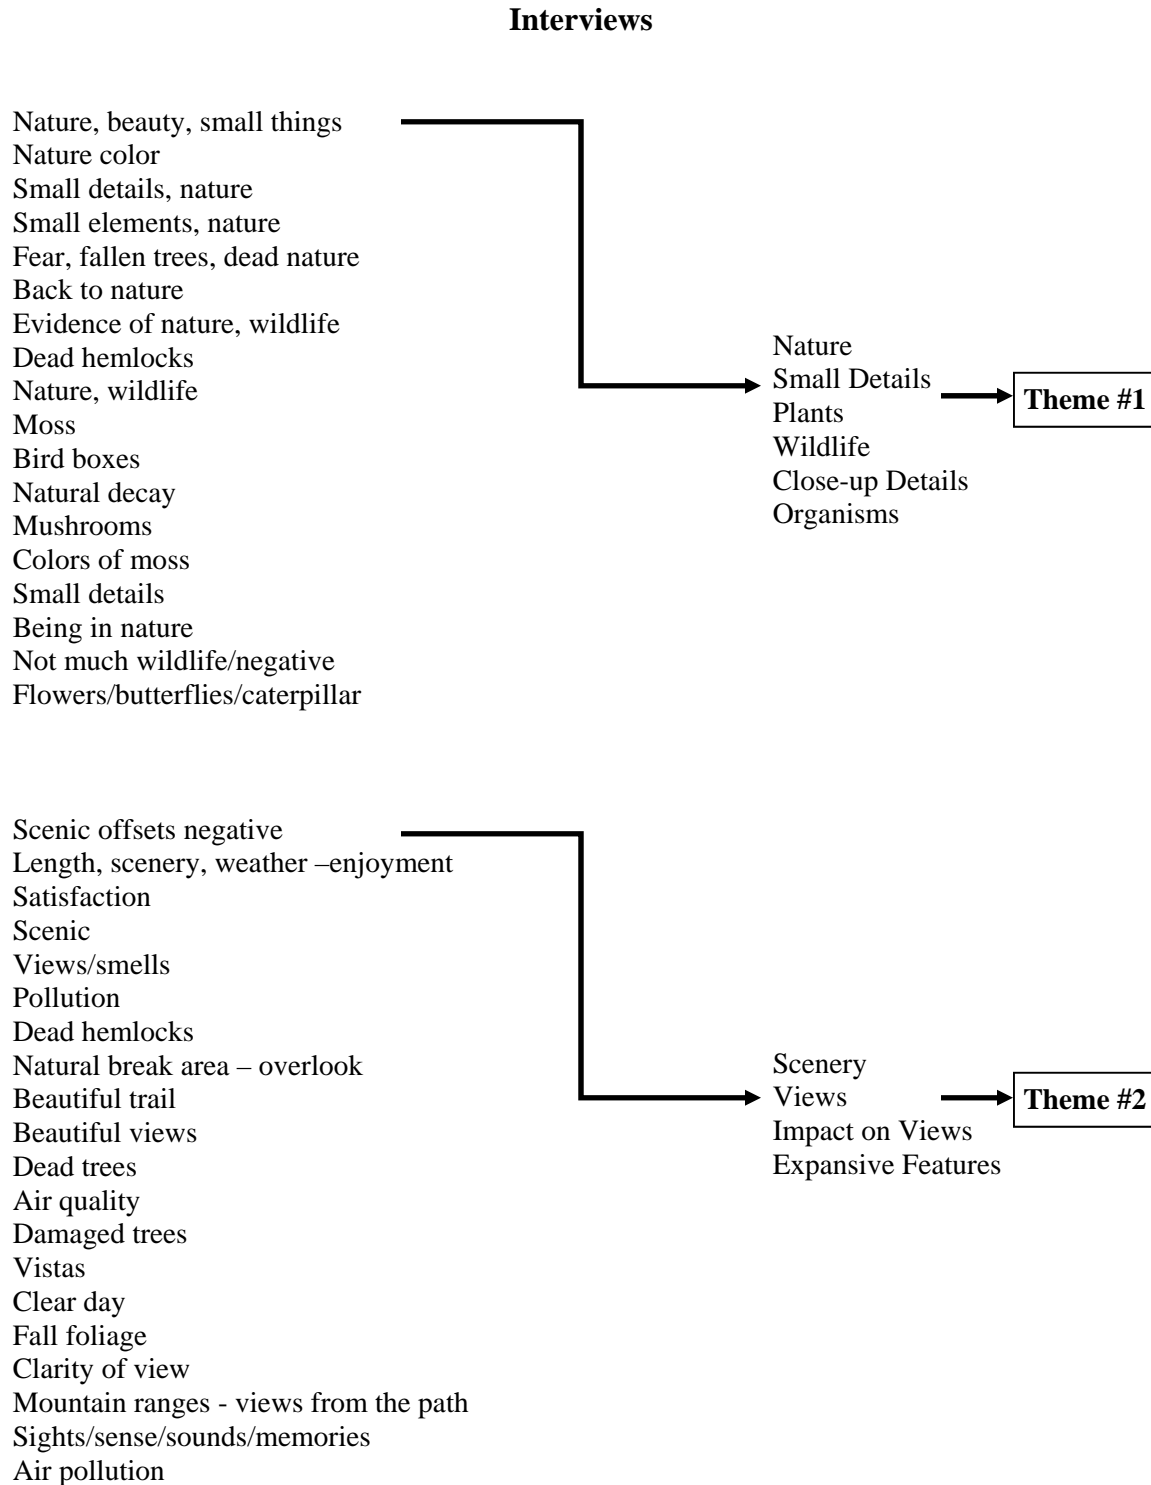 Interviews
Nature, beauty, small things
Nature color
Small details, nature
Small elements, nature
Fear, fallen trees, dead nature
Back to nature
Evidence of nature, wildlife
Dead hemlocks
Nature, wildlife
Moss
Bird boxes
Natural decay
Mushrooms
Colors of moss
Small details
Being in nature
Not much wildlife/negative
Flowers/butterflies/caterpillar
Nature
Small Details
Plants
Wildlife
Close-up Details
Organisms
Theme #1
Scenic offsets negative
Length, scenery, weather –enjoyment
Satisfaction
Scenic
Views/smells
Pollution
Dead hemlocks
Natural break area – overlook
Beautiful trail
Beautiful views
Dead trees
Air quality
Damaged trees
Vistas
Clear day
Fall foliage
Clarity of view
Mountain ranges - views from the path
Sights/sense/sounds/memories
Air pollution
Scenery
Views
Impact on Views
Expansive Features
Theme #2